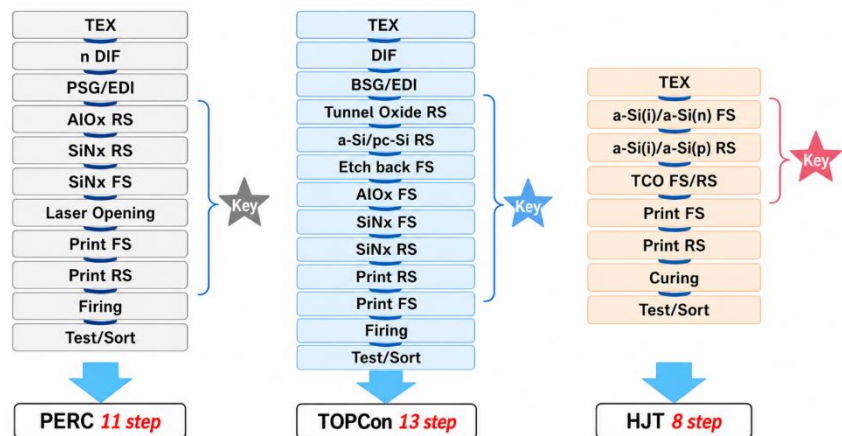 TEX
n DIF
PSG/EDI
AlOx RS
SiNx RS
SiNx FS
Laser Opening
Print FS
Print RS
Firing
Test/Sort
Key
PERC 11 step
TEX
DIF
BSG/EDI
Tunnel Oxide RS
a-Si/pc-Si RS
Etch back FS
AlOx FS
SiNx FS
SiNx RS
Print RS
Print FS
Firing
Test/Sort
Key
TOPCon 13 step
TEX
a-Si(i)/a-Si(n) FS
a-Si(i)/a-Si(p) RS
TCO FS/RS
Print FS
Print RS
Curing
Test/Sort
Key
HJT 8 step